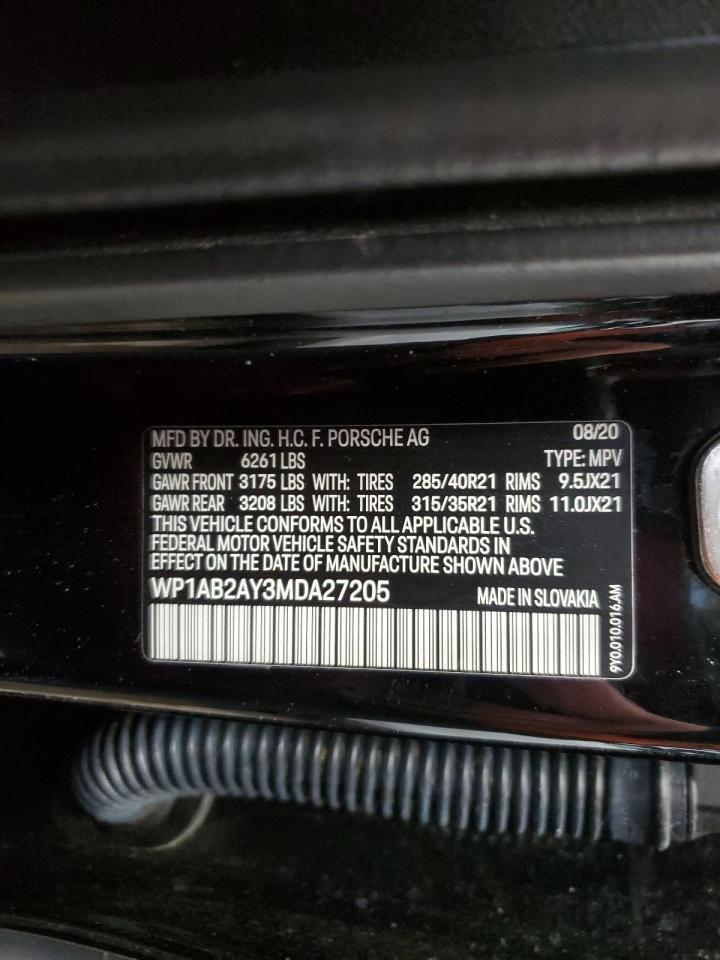 MFD BY DR. ING. H.C. F. PORSCHE AG 08/20
GVWR 6261 LBS TYPE: MPV
GAWR FRONT 3175 LBS WITH: TIRES 285/40R21 RIMS 9.5JX21
GAWR REAR 3208 LBS WITH: TIRES 315/35R21 RIMS 11.0JX21
THIS VEHICLE CONFORMS TO ALL APPLICABLE U.S.
FEDERAL MOTOR VEHICLE SAFETY STANDARDS IN
EFFECT ON THE DATE OF MANUFACTURE SHOWN ABOVE
WP1AB2AY3MDA27205 MADE IN SLOVAKIA
9Y0.010.016.AM